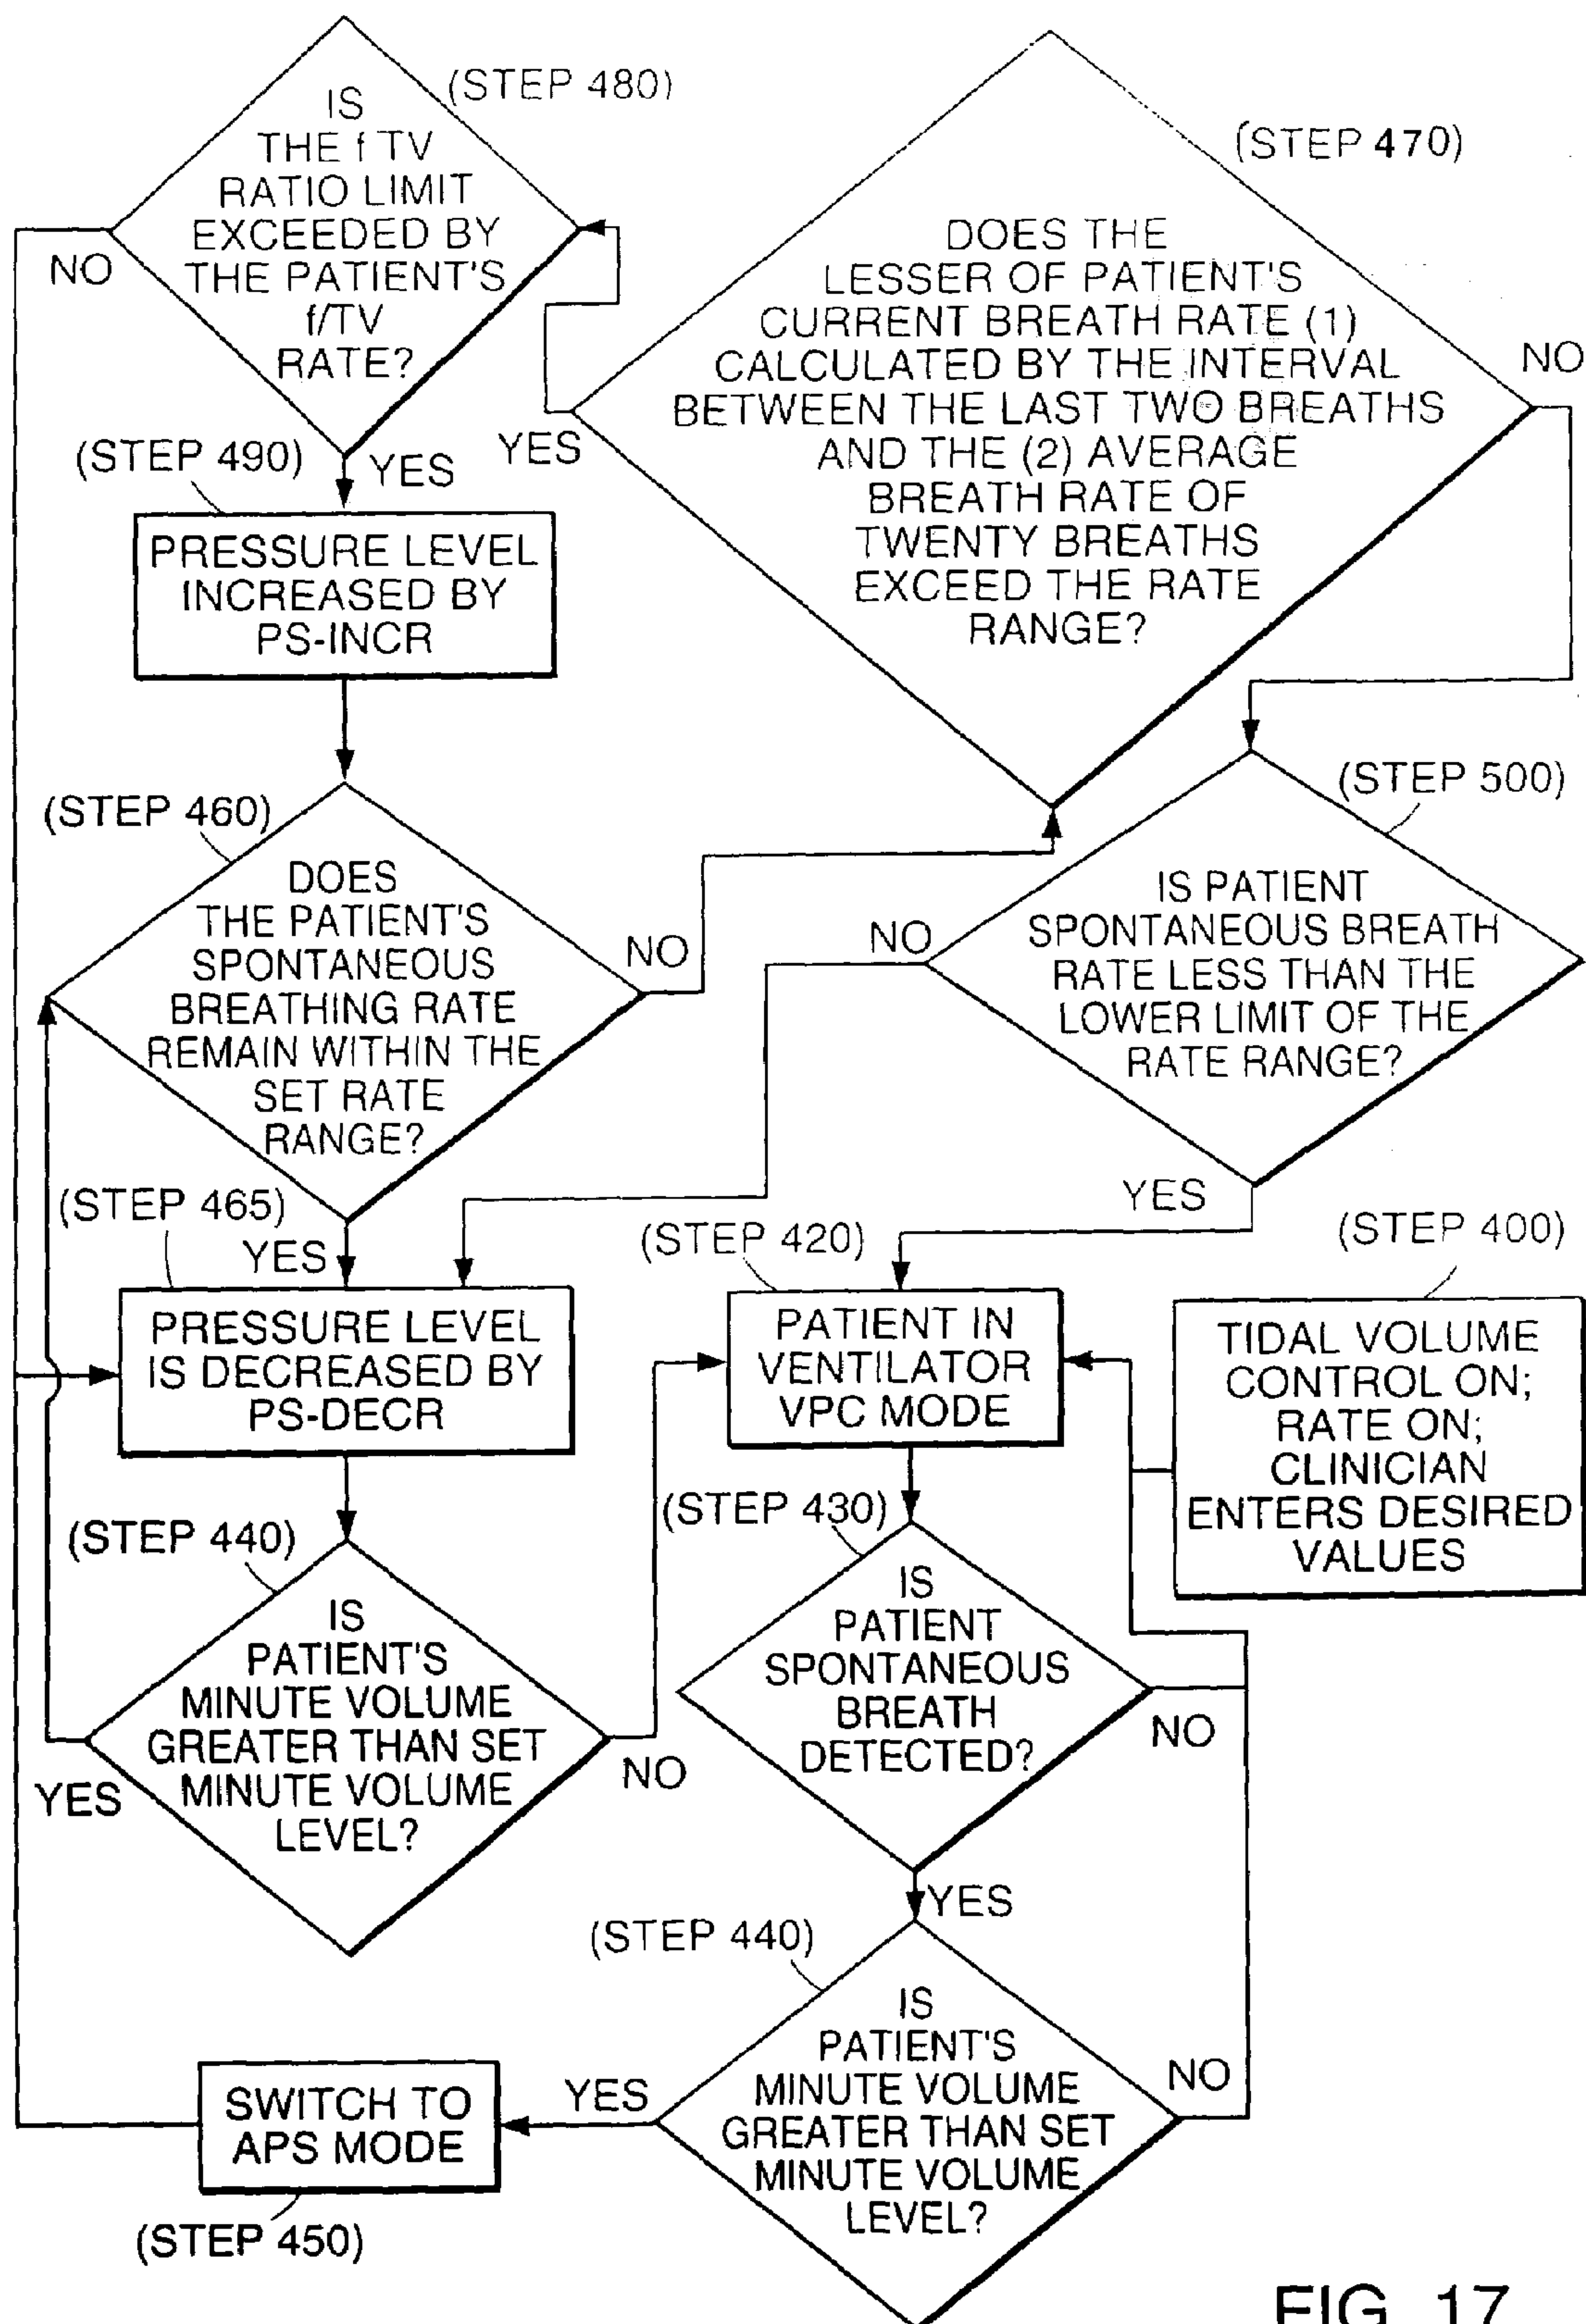 (STEP 480)
IS
THE f TV
RATIO LIMIT
EXCEEDED BY
THE PATIENT'S
f/TV
RATE?
NO
YES
(STEP 470)
DOES THE
LESSER OF PATIENT'S
CURRENT BREATH RATE (1)
CALCULATED BY THE INTERVAL
BETWEEN THE LAST TWO BREATHS
AND THE (2) AVERAGE
BREATH RATE OF
TWENTY BREATHS
EXCEED THE RATE
RANGE?
YES
NO
(STEP 490)
PRESSURE LEVEL
INCREASED BY
PS-INCR
(STEP 460)
DOES
THE PATIENT'S
SPONTANEOUS
BREATHING RATE
REMAIN WITHIN THE
SET RATE
RANGE?
NO
YES
(STEP 500)
IS PATIENT
SPONTANEOUS BREATH
RATE LESS THAN THE
LOWER LIMIT OF THE
RATE RANGE?
NO
YES
(STEP 465)
PRESSURE LEVEL
IS DECREASED BY
PS-DECR
(STEP 420)
PATIENT IN
VENTILATOR
VPC MODE
(STEP 400)
TIDAL VOLUME
CONTROL ON;
RATE ON;
CLINICIAN
ENTERS DESIRED
VALUES
(STEP 440)
IS
PATIENT'S
MINUTE VOLUME
GREATER THAN SET
MINUTE VOLUME
LEVEL?
YES
NO
(STEP 430)
IS
PATIENT
SPONTANEOUS
BREATH
DETECTED?
NO
YES
(STEP 440)
IS
PATIENT'S
MINUTE VOLUME
GREATER THAN SET
MINUTE VOLUME
LEVEL?
NO
YES
SWITCH TO
APS MODE
(STEP 450)
FIG. 17